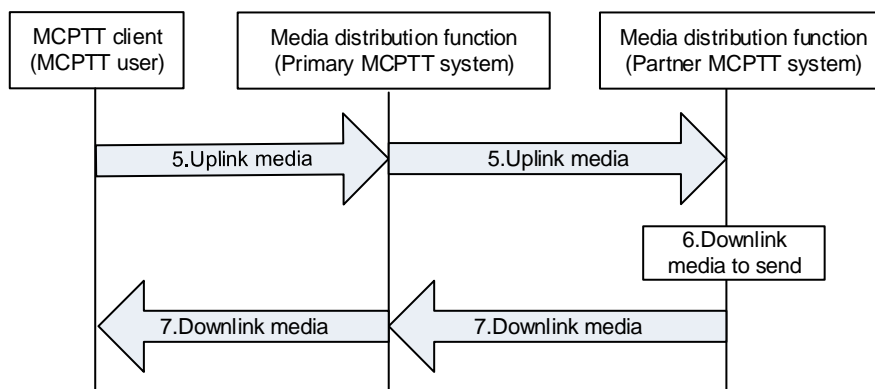 MCPTT client
(MCPTT user)
Media distribution function
(Primary MCPTT system)
Media distribution function
(Partner MCPTT system)
5.Uplink media
5.Uplink media
6.Downlink
media to send
7.Downlink media
7.Downlink media